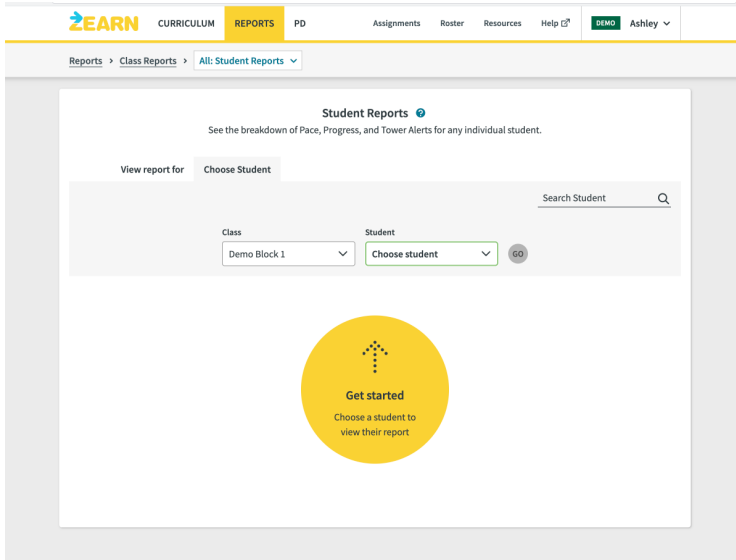 ZEARN CURRICULUM REPORTS PD Assignments Roster Resources Help DEMO Ashley
Reports > Class Reports > All: Student Reports
Student Reports ?
See the breakdown of Pace, Progress, and Tower Alerts for any individual student.
View report for Choose Student
Search Student
Class Student
Demo Block 1 Choose student GO
Get started
Choose a student to
view their report